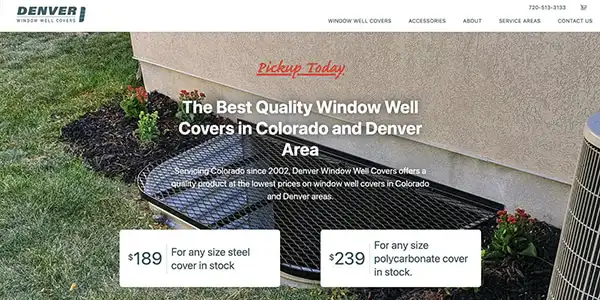 720-513-3133
DENVER
WINDOW WELL COVERS
WINDOW WELL COVERS ACCESSORIES ABOUT SERVICE AREAS CONTACT US
Pickup Today
The Best Quality Window Well
Covers in Colorado and Denver
Area
Servicing Colorado since 2002, Denver Window Well Covers offers a
quality product at the lowest prices on window well covers in Colorado
and Denver areas.
$189
For any size steel
cover in stock
$239
For any size
polycarbonate cover
in stock.